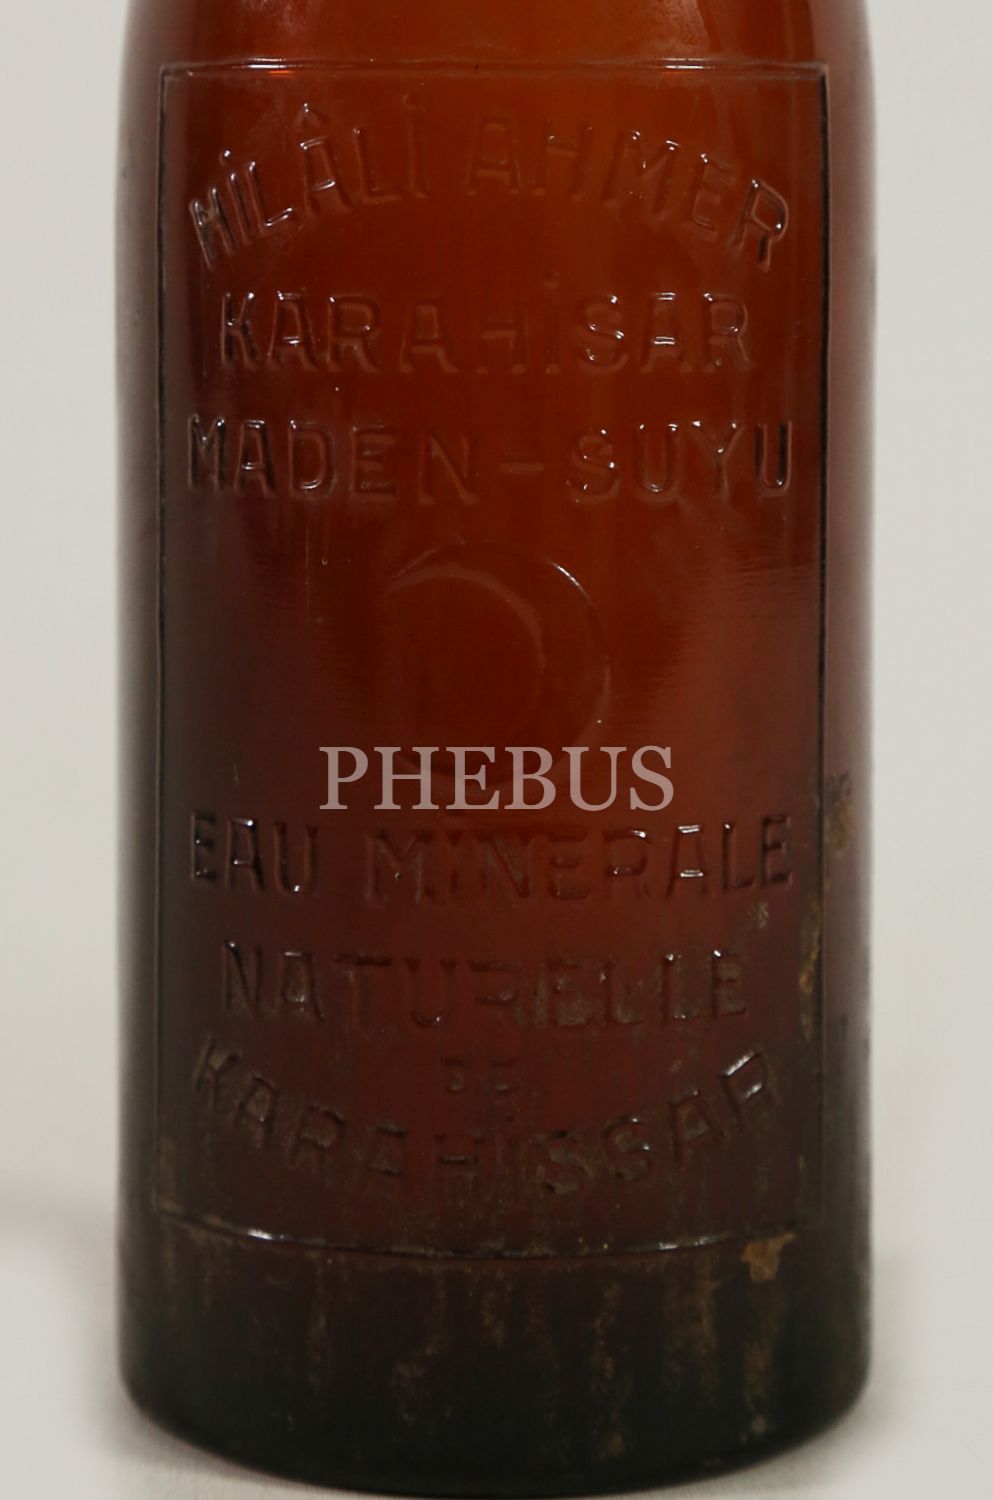 HİLÂLİ AHMER
KARAHİSAR
MADEN-SUYU
PHEBUS
EAU MINERALE
NATURELLE
DE
KARAHISSAR